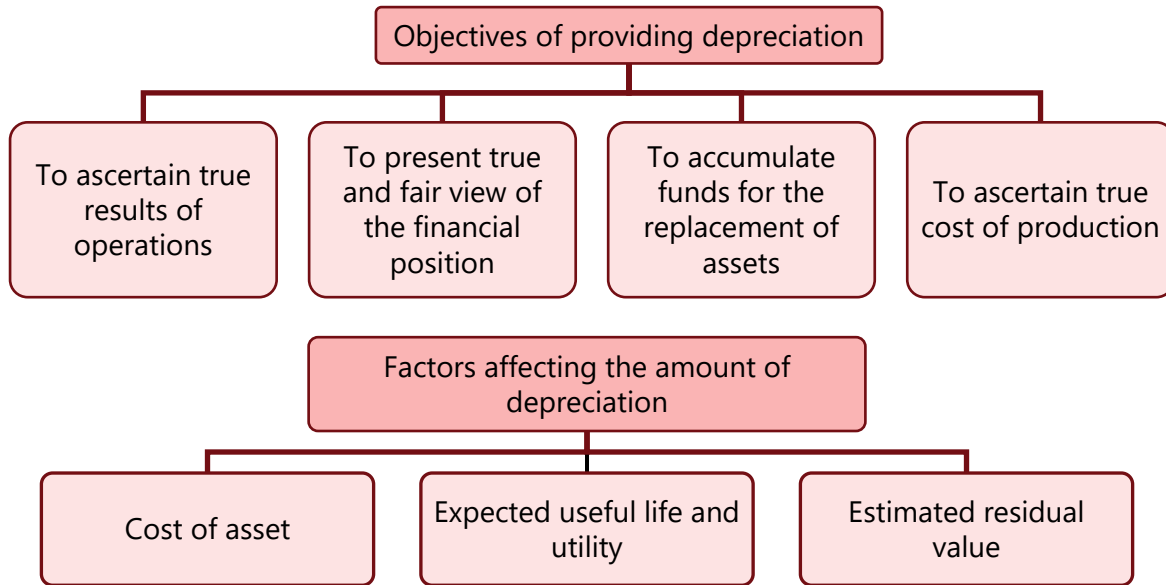 Objectives of providing depreciation
To ascertain true
results of
operations
To present true
and fair view of
the financial
position
To accumulate
funds for the
replacement of
assets
To ascertain true
cost of production
Factors affecting the amount of
depreciation
Cost of asset
Expected useful life and
utility
Estimated residual
value